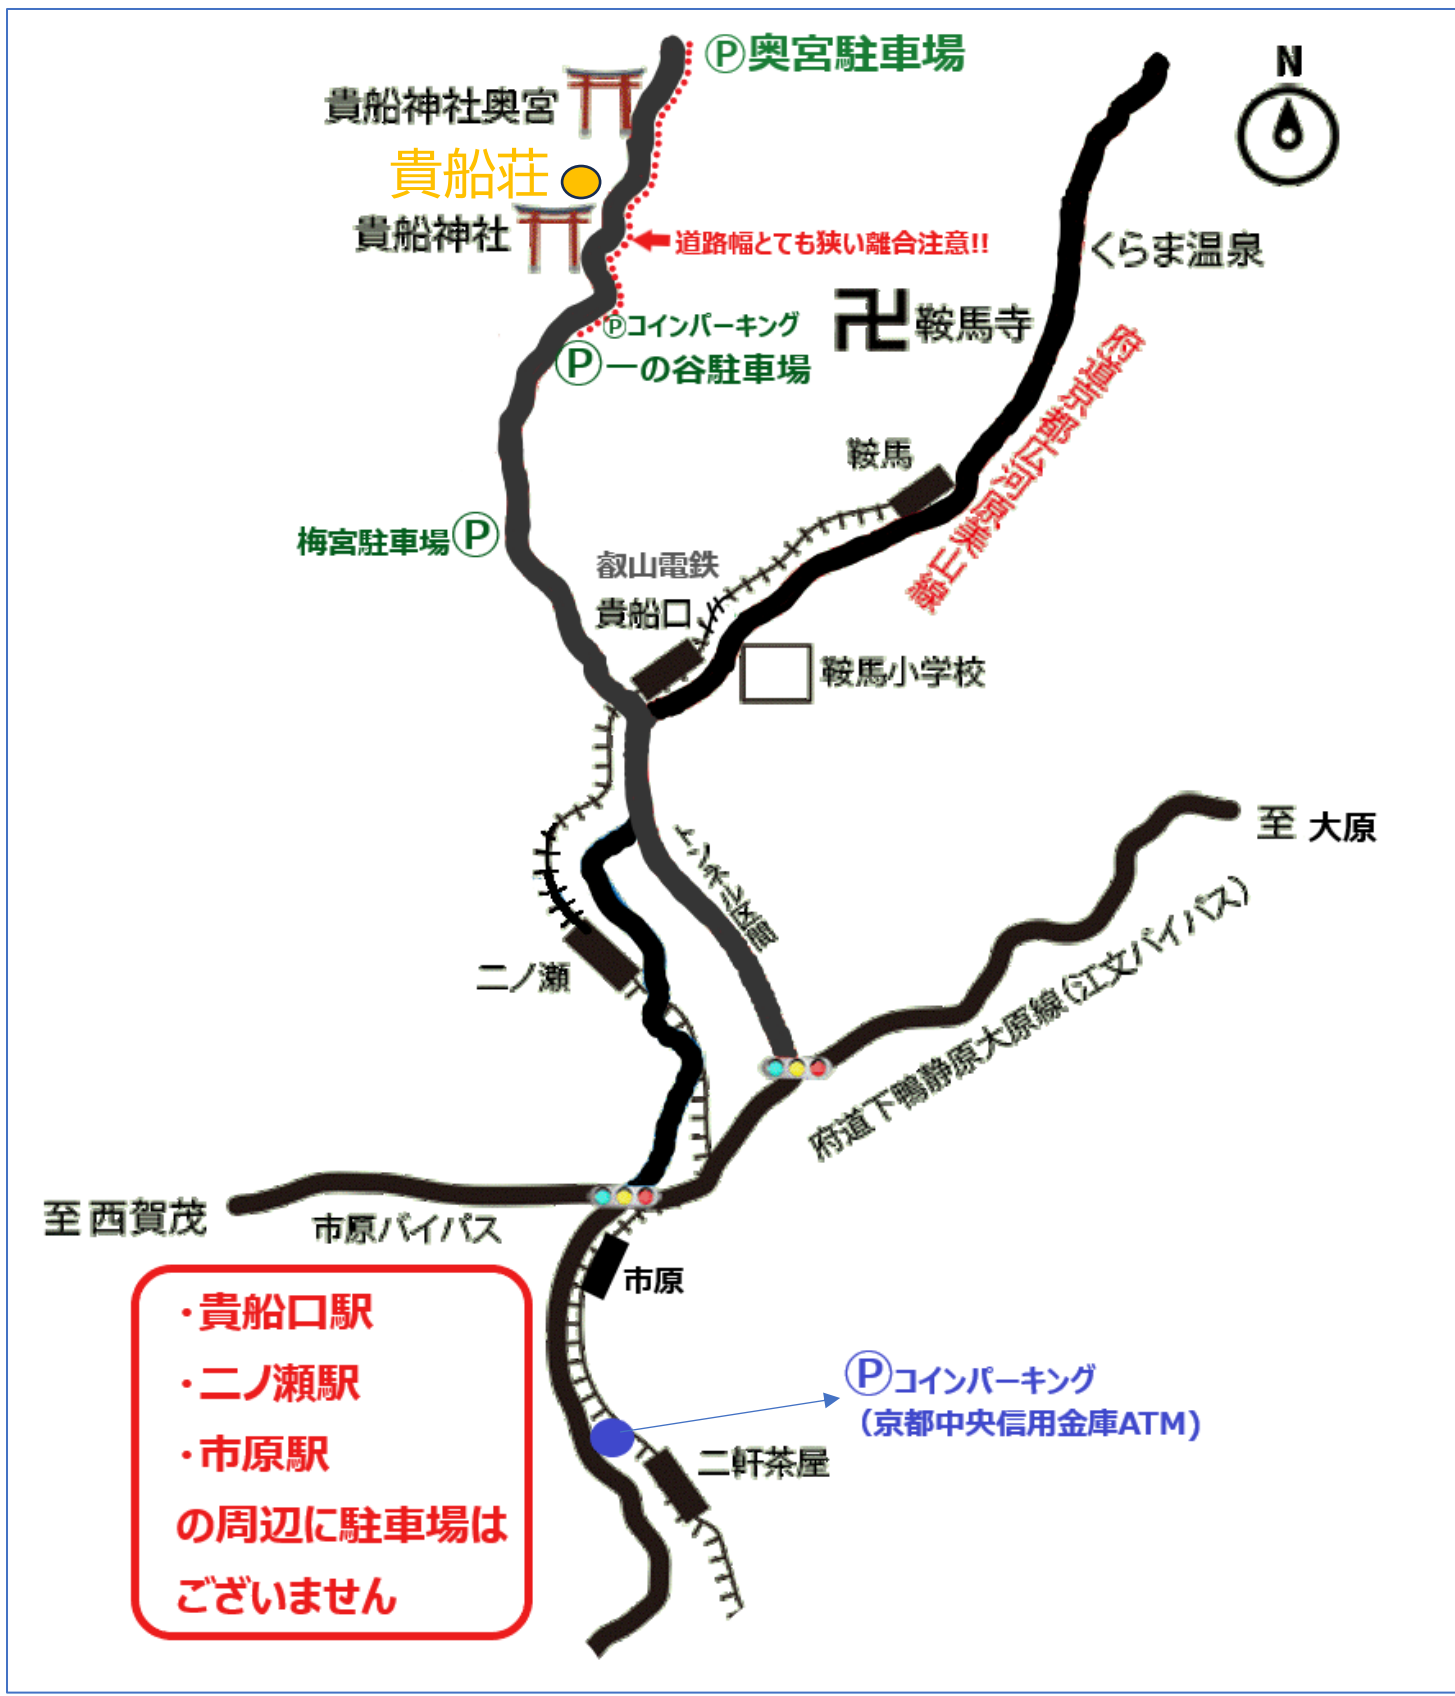 Ⓟ奥宮駐車場
N
貴船神社奥宮
貴船荘
貴船神社
道路幅とても狭い離合注意!!
くらま温泉
Ⓟコインパーキング
卍 鞍馬寺
Ⓟ一の谷駐車場
府道京都広河原美山線
鞍馬
梅宮駐車場Ⓟ
叡山電鉄
貴船口
鞍馬小学校
至 大原
トンネル区間
二ノ瀬
府道下鴨静原大原線（江文バイパス）
至 西賀茂
市原バイパス
市原
・貴船口駅
・二ノ瀬駅
・市原駅
の周辺に駐車場は
ございません
Ⓟコインパーキング
（京都中央信用金庫ATM)
二軒茶屋